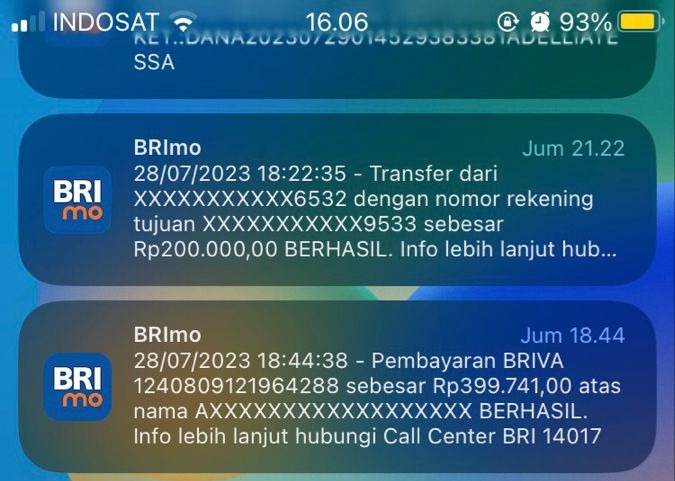 INDOSAT 16.06 93%
KET.:DANA20230729014529383381ADELLIATE
SSA
BRImo Jum 21.22
28/07/2023 18:22:35 - Transfer dari
XXXXXXXXXXX6532 dengan nomor rekening
tujuan XXXXXXXXXXX9533 sebesar
Rp200.000,00 BERHASIL. Info lebih lanjut hub...
BRI
mo
BRImo Jum 18.44
28/07/2023 18:44:38 - Pembayaran BRIVA
1240809121964288 sebesar Rp399.741,00 atas
nama AXXXXXXXXXXXXXXXXXX BERHASIL.
Info lebih lanjut hubungi Call Center BRI 14017
BRI
mo